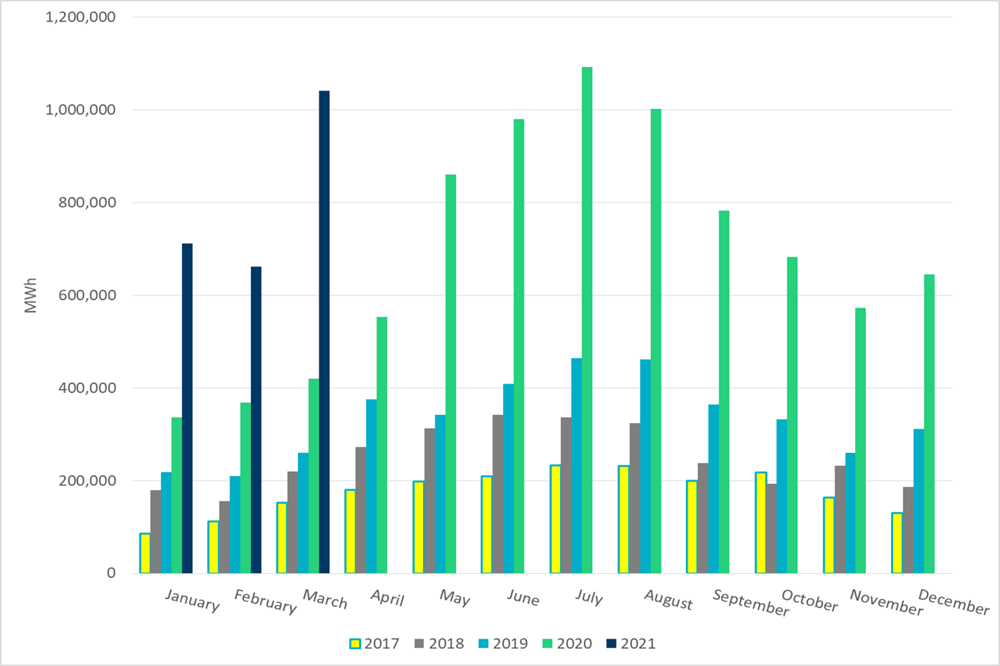 1,200,000
1,000,000
800,000
600,000
400,000
200,000
0
MWh
January
February
March
April
May
June
July
August
September
October
November
December
2017 2018 2019 2020 2021